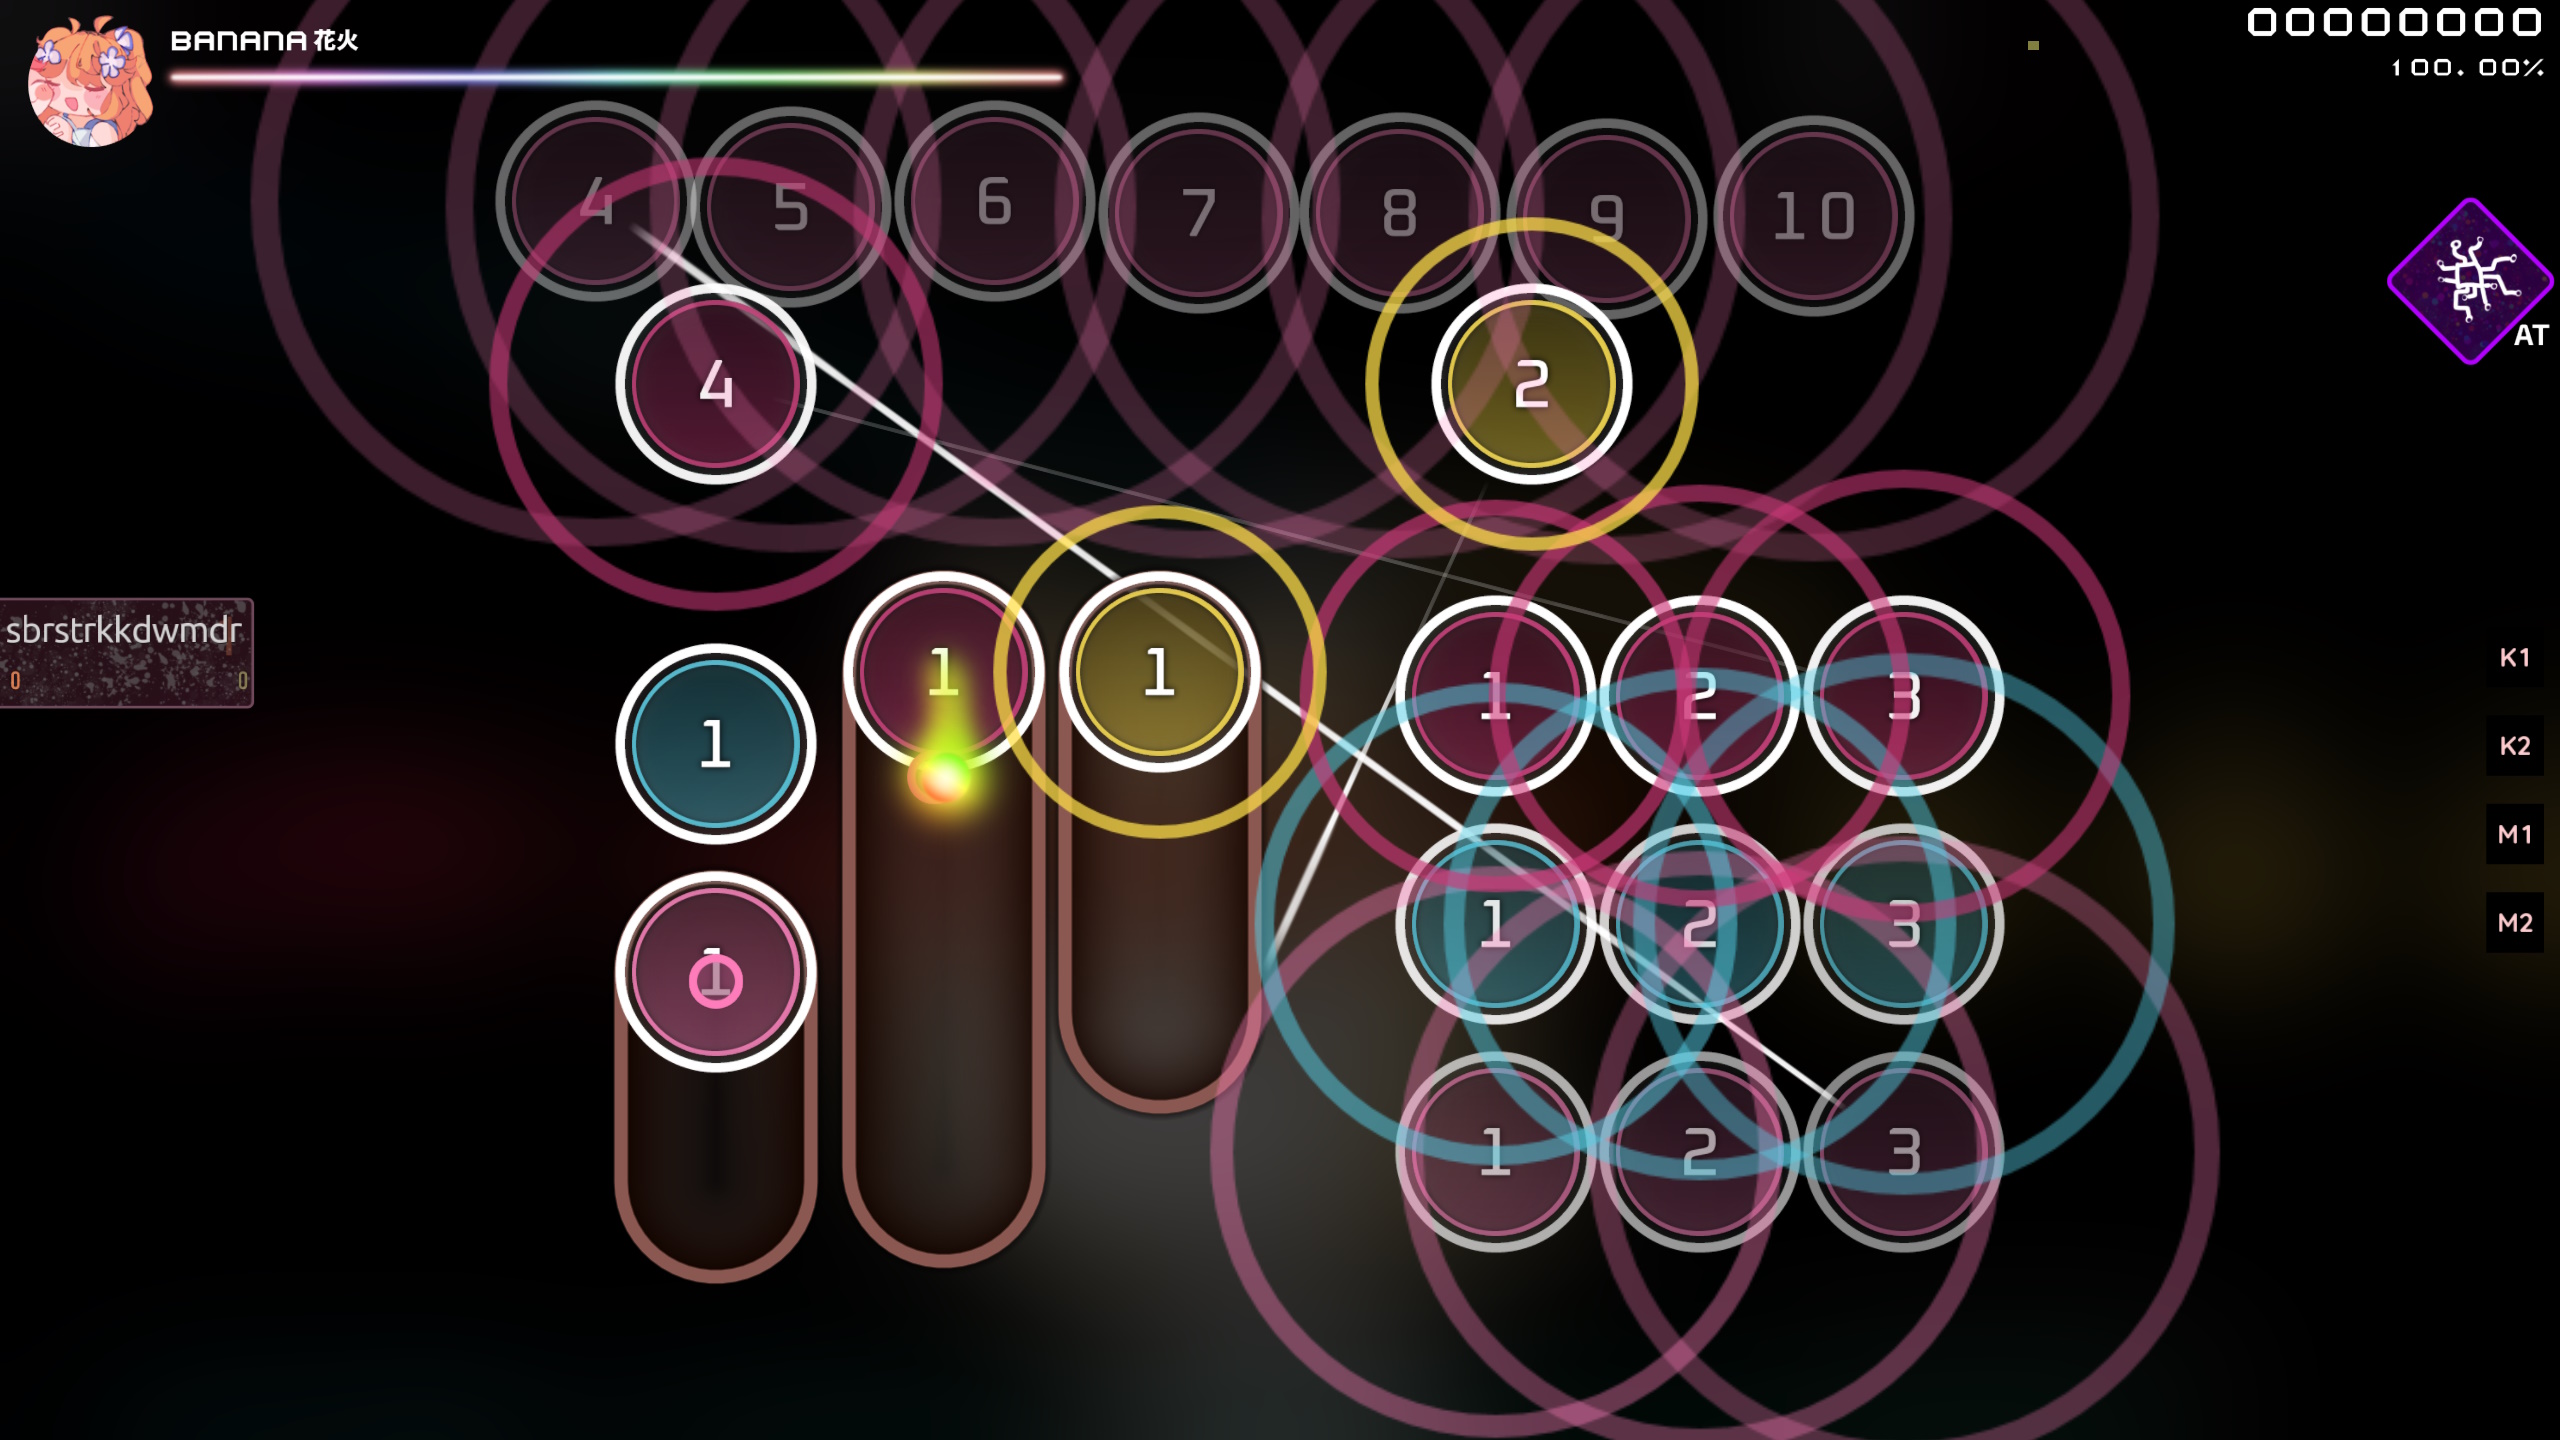 BANANA 花火
00000000
100.00%
4 5 6 7 8 9 10
AT
4 2
sbrstrkkdwmdr
0 0
1 1 1 1 2 3
K1
K2
M1
1 1 2 3
M2
1 2 3